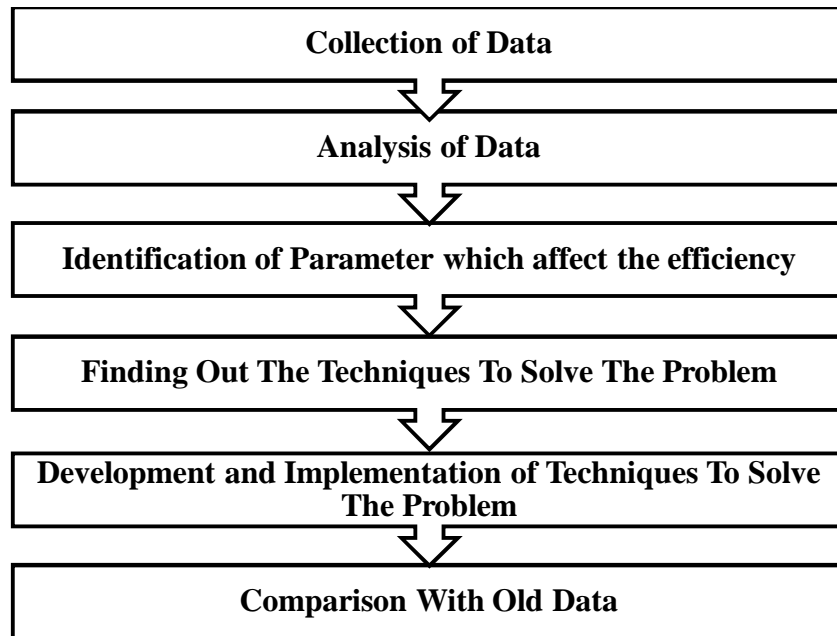 Collection of Data
Analysis of Data
Identification of Parameter which affect the efficiency
Finding Out The Techniques To Solve The Problem
Development and Implementation of Techniques To Solve
The Problem
Comparison With Old Data